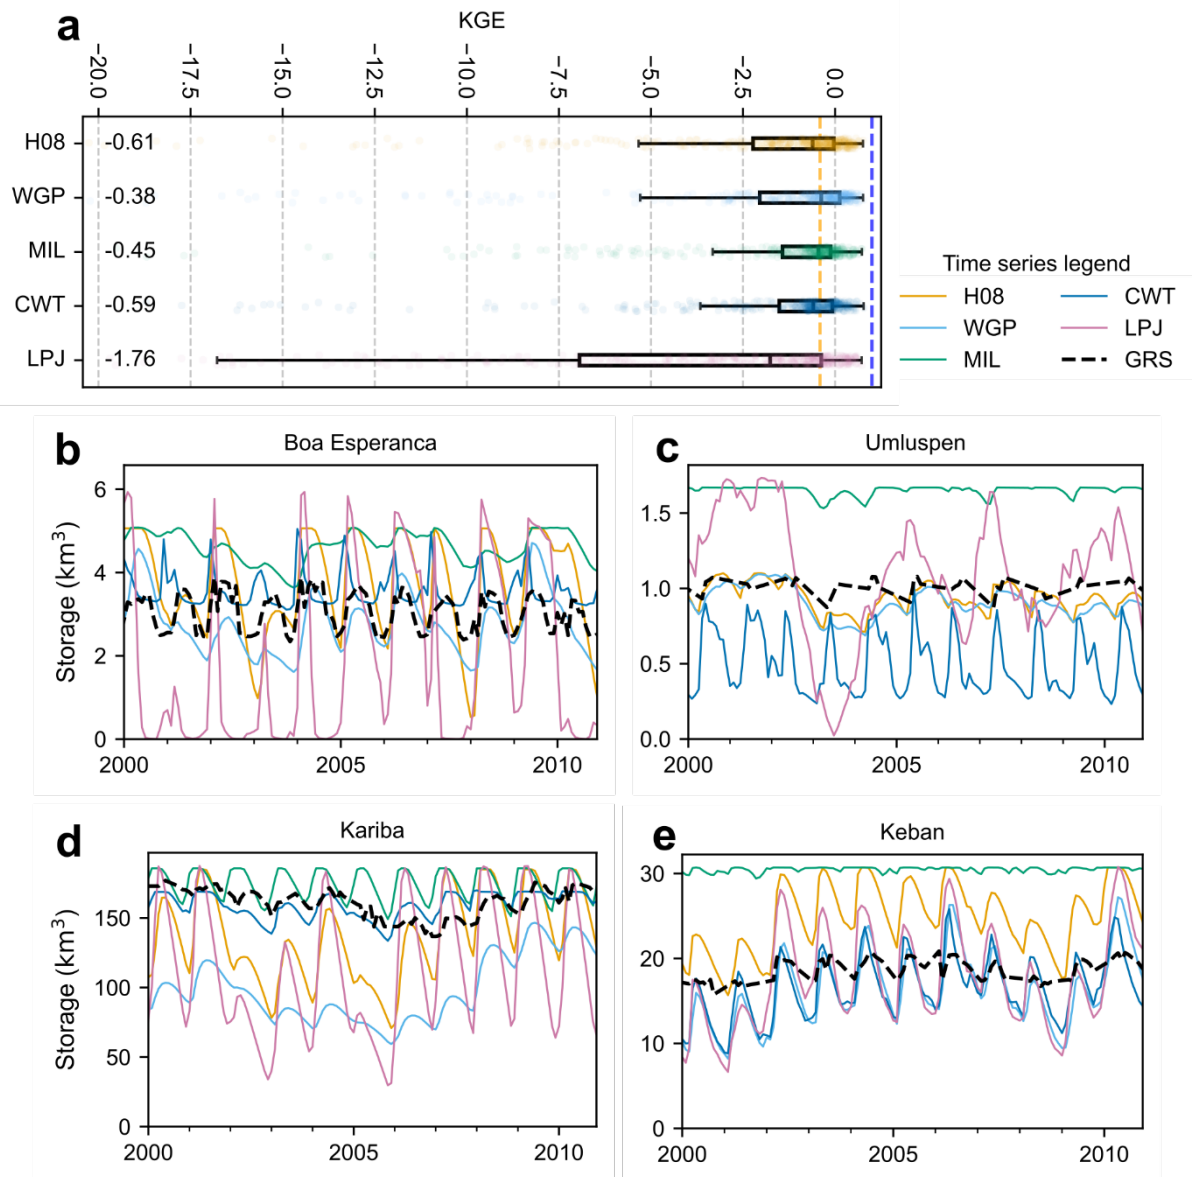 a
KGE
−20.0 −17.5 −15.0 −12.5 −10.0 −7.5 −5.0 −2.5 0.0
H08 -0.61
WGP -0.38
MIL -0.45
CWT -0.59
LPJ -1.76
Time series legend
H08 CWT
WGP LPJ
MIL GRS
b
Boa Esperanca
Storage (km³)
6
4
2
0
2000 2005 2010
c
Umluspen
1.5
1.0
0.5
0.0
2000 2005 2010
d
Kariba
Storage (km³)
150
100
50
0
2000 2005 2010
e
Keban
30
20
10
0
2000 2005 2010